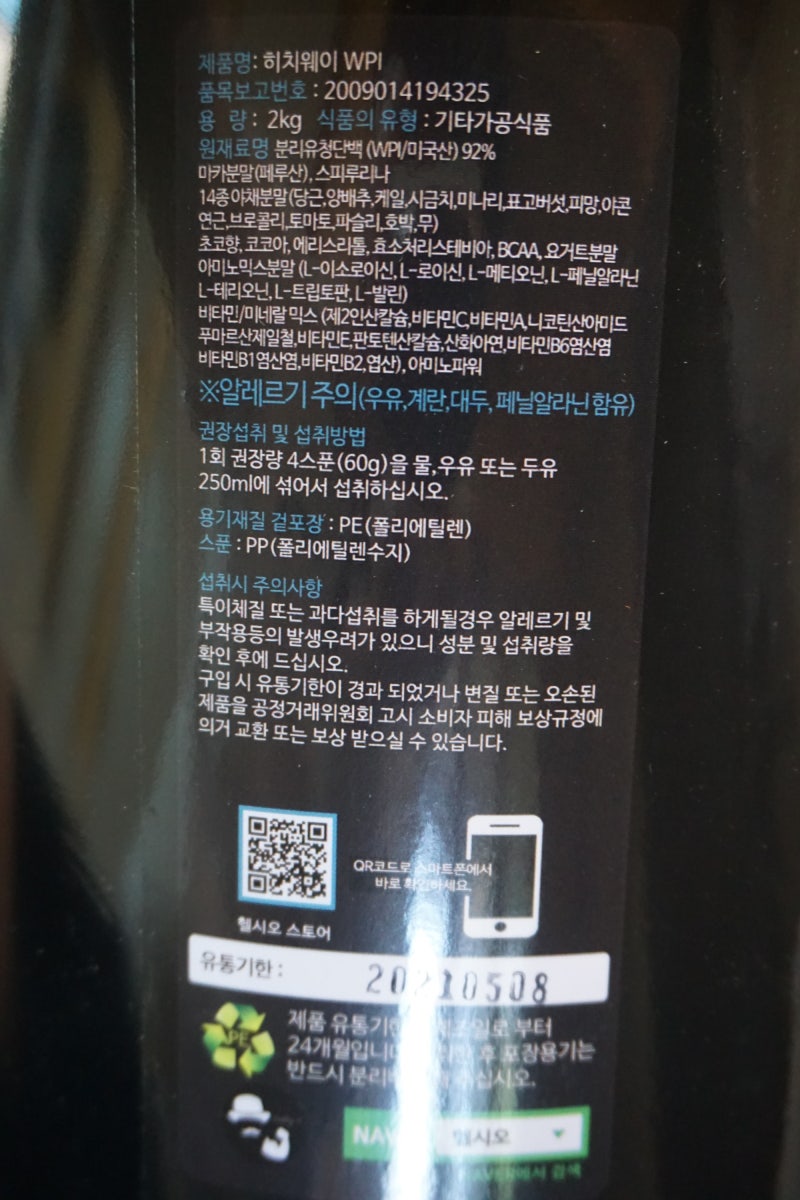 제품명: 히치웨이 WPI
품목보고번호 : 2009014194325
용 량 : 2kg 식품의 유형 : 기타가공식품
원재료명 분리유청단백 (WPI/미국산) 92%
마카분말(페루산), 스피루리나
14종야채분말(당근,양배추,케일,시금치,미나리,표고버섯,피망,야콘
연근,브로콜리,토마토,파슬리,호박,무)
초코향, 코코아, 에리스리톨, 효소처리스테비아, BCAA, 요거트분말
아미노믹스분말 (L-이소로이신, L-로이신, L-메티오닌, L-페닐알라닌
L-테리오닌, L-트립토판, L-발린)
비타민/미네랄 믹스 (제2인산칼슘,비타민C,비타민A,니코틴산아미드
푸마르산제일철,비타민E,판토텐산칼슘,산화아연,비타민B6염산염
비타민B1염산염,비타민B2,엽산), 아미노파워
※알레르기 주의(우유,계란,대두, 페닐알라닌 함유)
권장섭취 및 섭취방법
1회 권장량 4스푼(60g)을 물,우유 또는 두유
250ml에 섞어서 섭취하십시오.
용기재질 겉포장 : PE (폴리에틸렌)
스푼 : PP (폴리에틸렌수지)
섭취시 주의사항
특이체질 또는 과다섭취를 하게될경우 알레르기 및
부작용등의 발생우려가 있으니 성분 및 섭취량을
확인 후에 드십시오.
구입 시 유통기한이 경과 되었거나 변질 또는 오손된
제품을 공정거래위원회 고시 소비자 피해 보상규정에
의거 교환 또는 보상 받으실 수 있습니다.
QR코드로 스마트폰에서
바로 확인하세요.
헬시오 스토어
유통기한 : 20210508
제품 유통기한 부터
PE 24개월입니 후 포장용기는
반드시 분리 주십시오.
헬시오
NAVER에서 검색